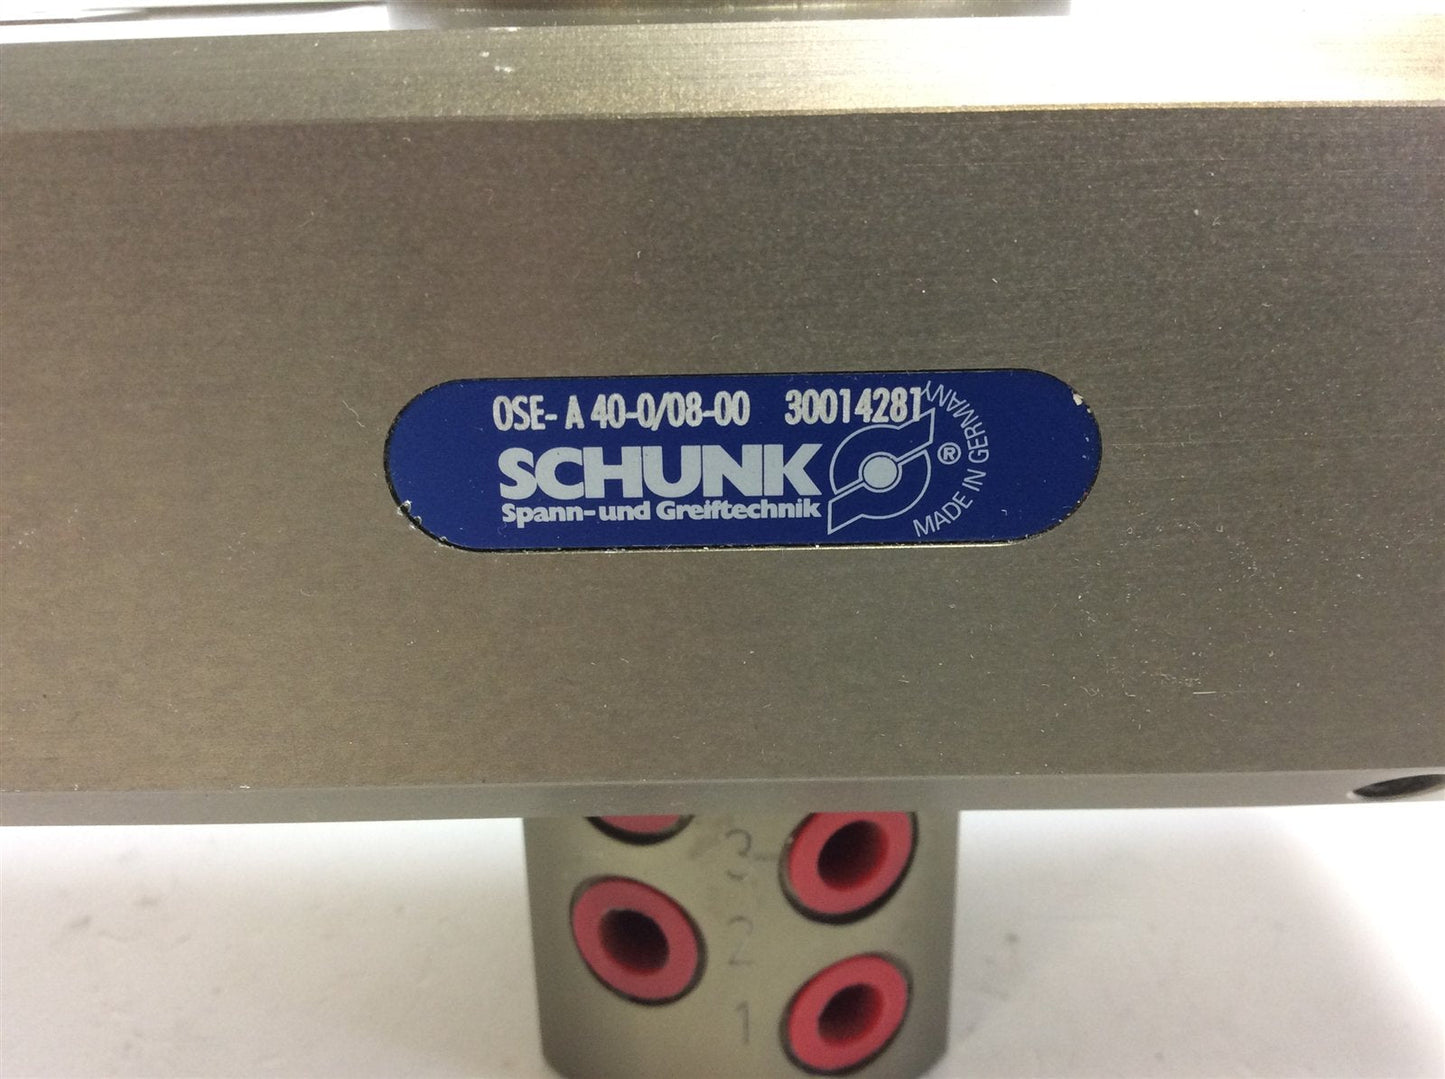 OSE- A 40-0/08-00 30014281
SCHUNK ®
Spann-und Greiftechnik
MADE IN GERMANY
3
2
1